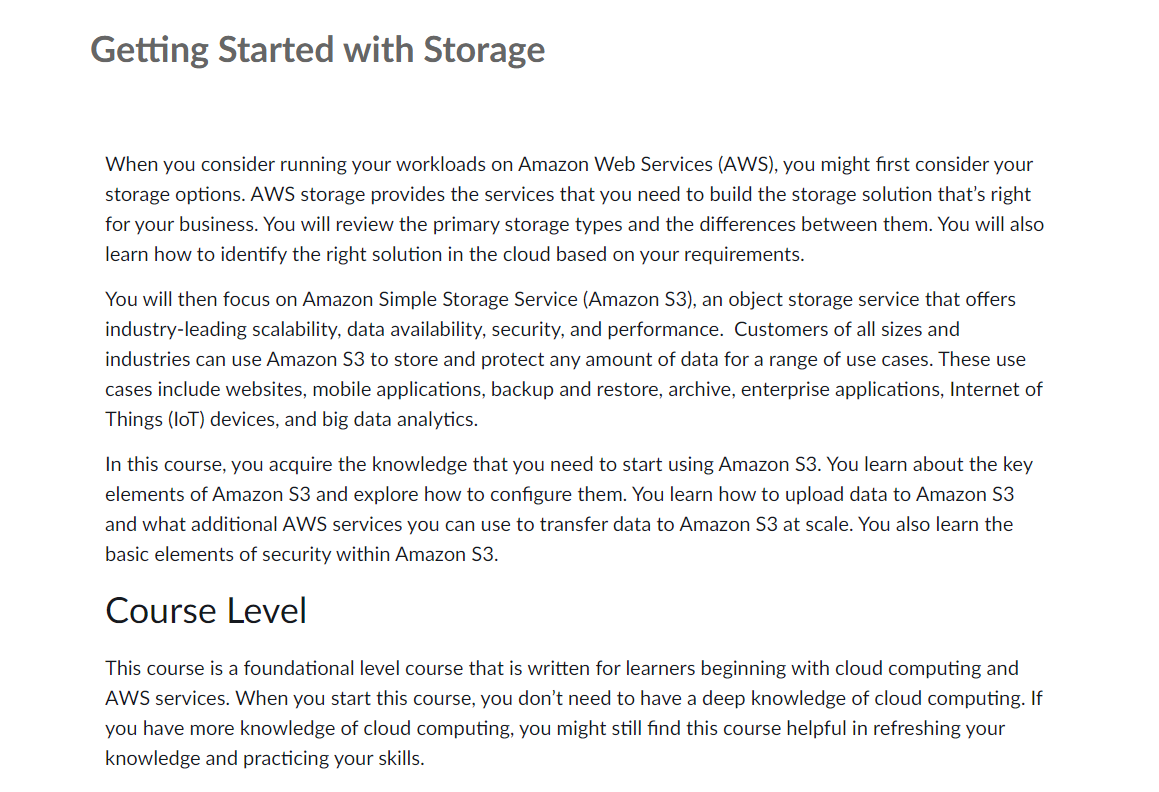 Getting Started with Storage
When you consider running your workloads on Amazon Web Services (AWS), you might first consider your
storage options. AWS storage provides the services that you need to build the storage solution that's right
for your business. You will review the primary storage types and the differences between them. You will also
learn how to identify the right solution in the cloud based on your requirements.
You will then focus on Amazon Simple Storage Service (Amazon S3), an object storage service that offers
industry-leading scalability, data availability, security, and performance.  Customers of all sizes and
industries can use Amazon S3 to store and protect any amount of data for a range of use cases. These use
cases include websites, mobile applications, backup and restore, archive, enterprise applications, Internet of
Things (IoT) devices, and big data analytics.
In this course, you acquire the knowledge that you need to start using Amazon S3. You learn about the key
elements of Amazon S3 and explore how to configure them. You learn how to upload data to Amazon S3
and what additional AWS services you can use to transfer data to Amazon S3 at scale. You also learn the
basic elements of security within Amazon S3.
Course Level
This course is a foundational level course that is written for learners beginning with cloud computing and
AWS services. When you start this course, you don't need to have a deep knowledge of cloud computing. If
you have more knowledge of cloud computing, you might still find this course helpful in refreshing your
knowledge and practicing your skills.